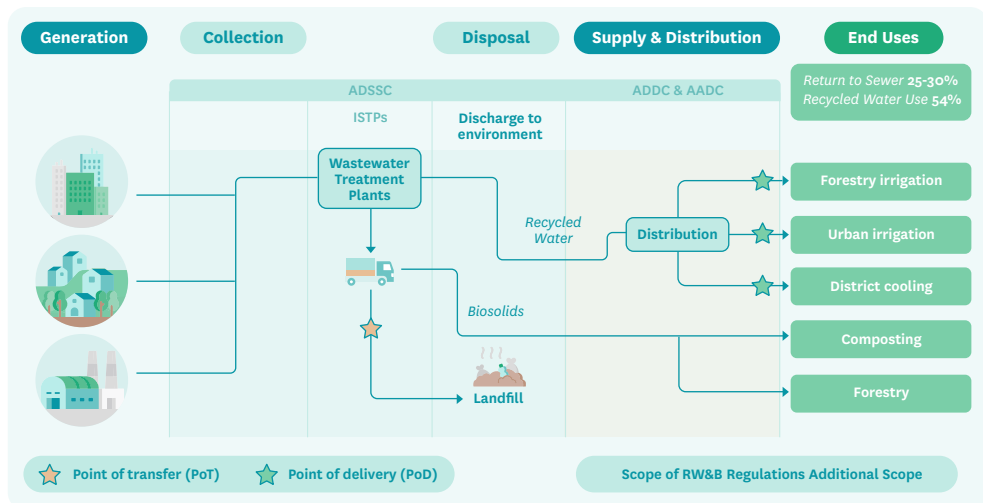 Generation
Collection
Disposal
Supply & Distribution
End Uses
Return to Sewer 25-30%
Recycled Water Use 54%
ADSSC
ADDC & AADC
ISTPs
Discharge to
environment
Wastewater
Treatment
Plants
Recycled
Water
Distribution
Forestry irrigation
Urban irrigation
District cooling
Biosolids
Composting
Forestry
Landfill
Point of transfer (PoT)
Point of delivery (PoD)
Scope of RW&B Regulations Additional Scope